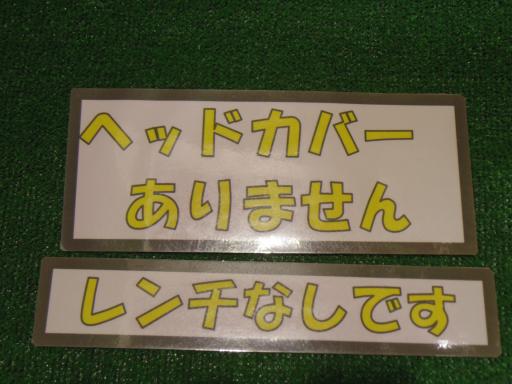 ヘッドカバー
ありません
レンチなしです